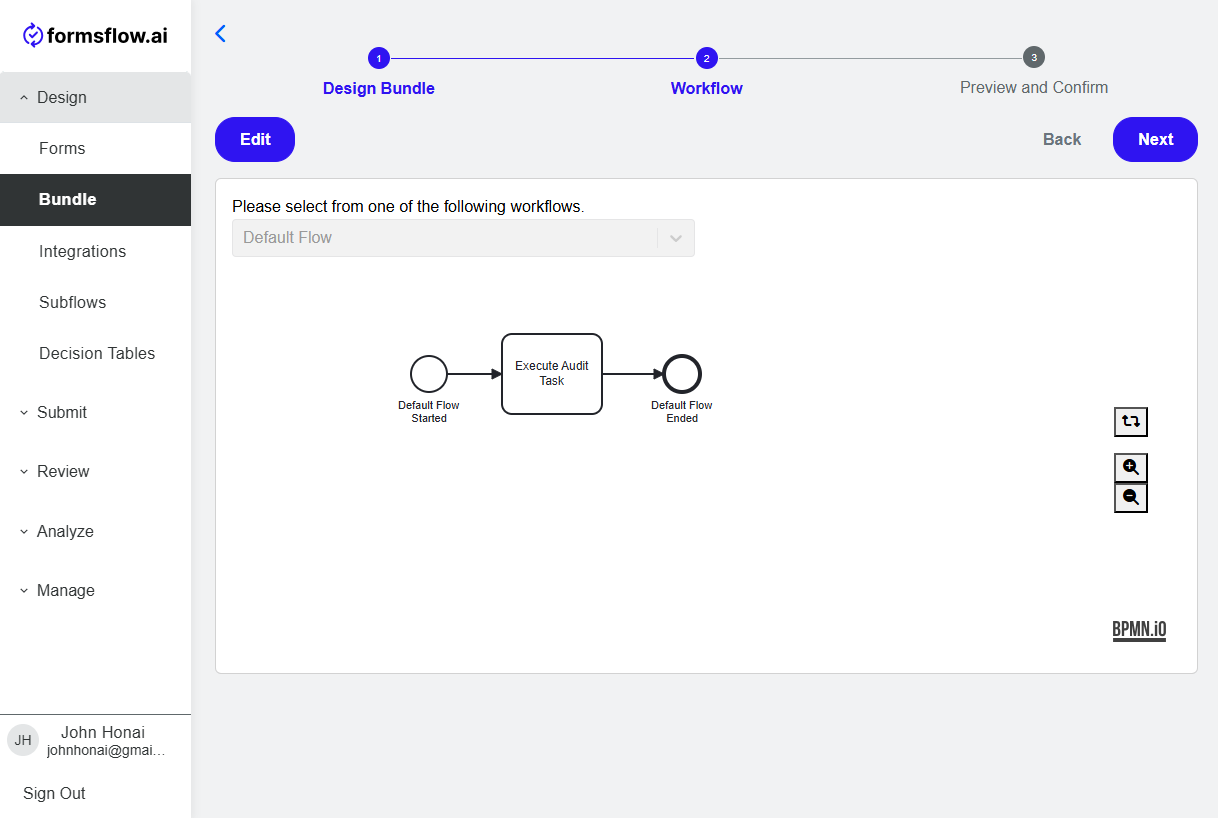 formsflow.ai
Design
Forms
Bundle
Integrations
Subflows
Decision Tables
Submit
Review
Analyze
Manage
JH
John Honai
johnhonai@gmai...
Sign Out
1
Design Bundle
2
Workflow
3
Preview and Confirm
Edit
Back
Next
Please select from one of the following workflows.
Default Flow
Default Flow
Started
Execute Audit
Task
Default Flow
Ended
BPMN.iO